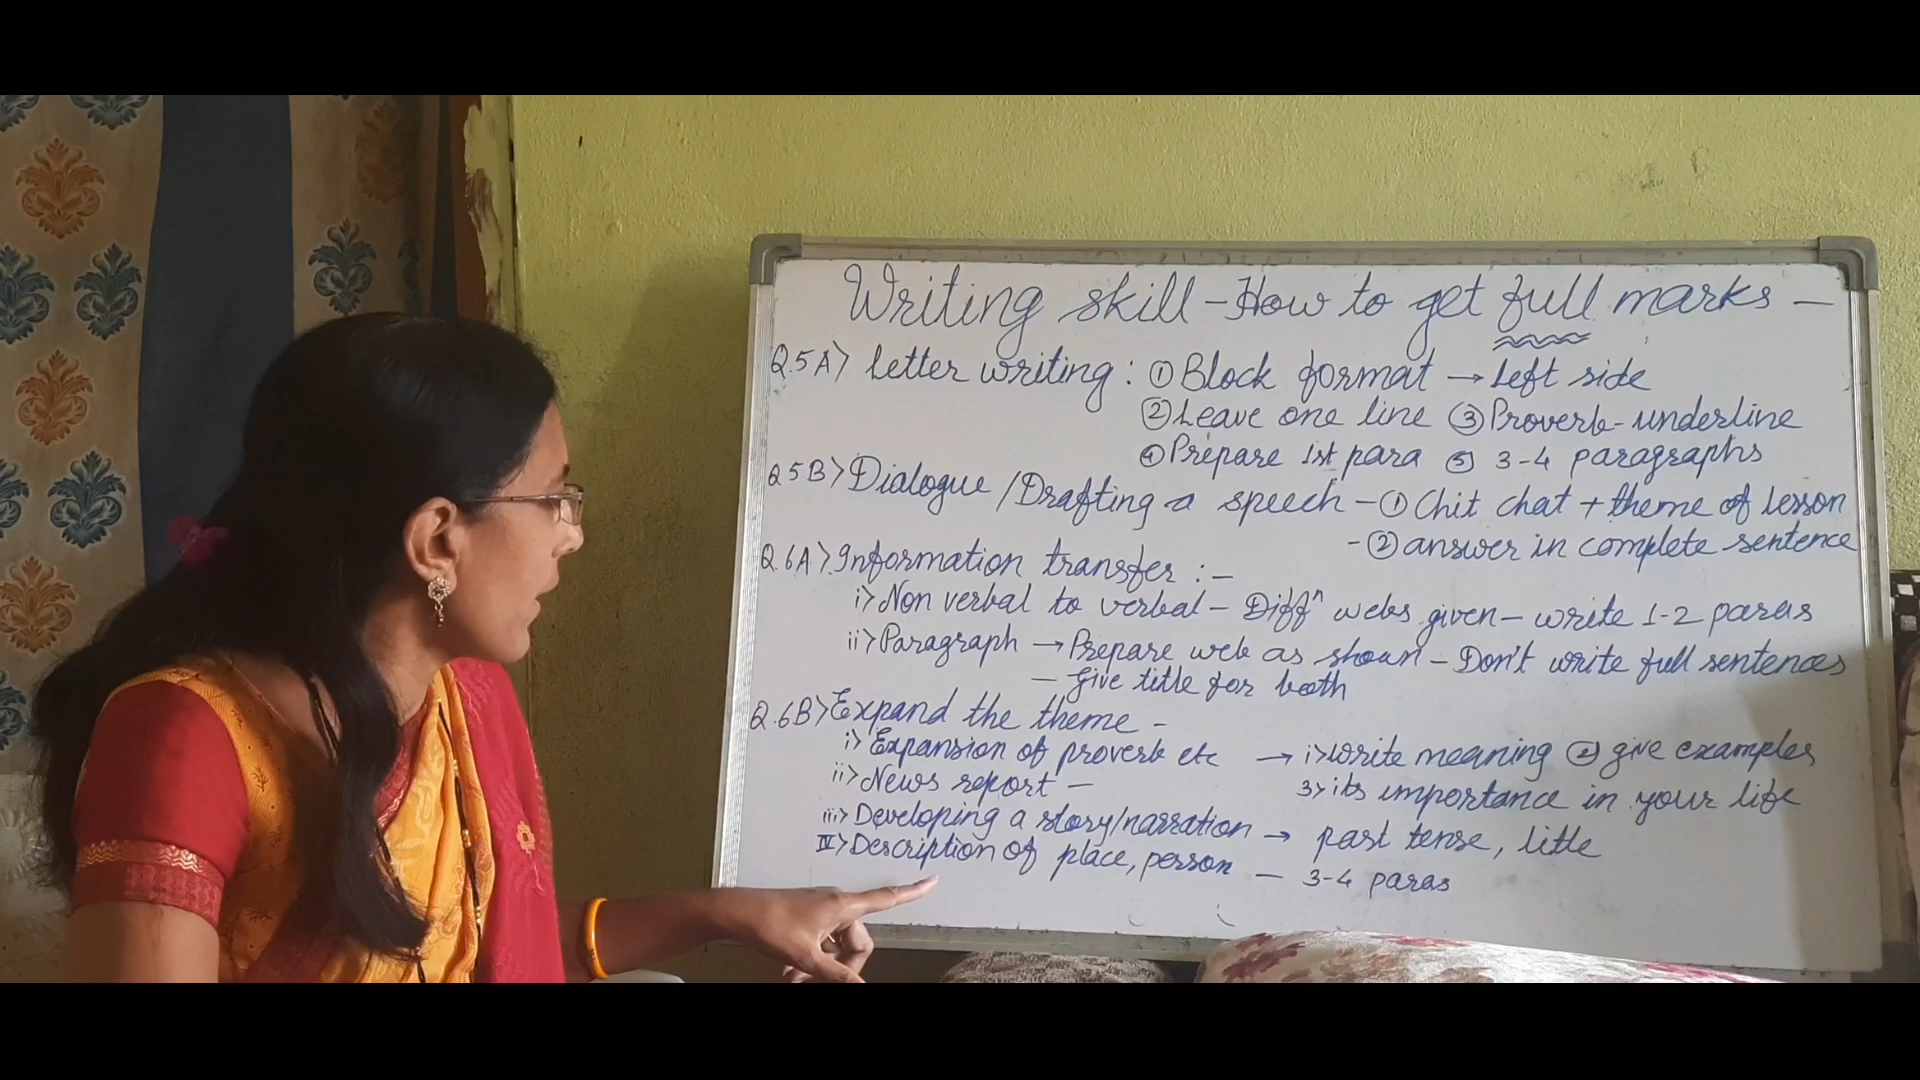 Writing skill - How to get full marks —
Q.5A> Letter writing : ① Block format → Left side
② Leave one line ③ Proverb - underline
④ Prepare 1st para ⑤ 3-4 paragraphs
Q5B> Dialogue / Drafting a speech - ① Chit chat + theme of lesson
- ② answer in complete sentence
Q.6A> Information transfer :-
i> Non verbal to verbal - Diffⁿ webs given - write 1-2 paras
ii> Paragraph → Prepare web as shown - Don't write full sentences
- Give title for both
Q.6B> Expand the theme -
i> Expansion of proverb etc → i> write meaning ② give examples
ii> News report - 3> its importance in your life
iii> Developing a story/narration → past tense, title
IV> Description of place, person - 3-4 paras